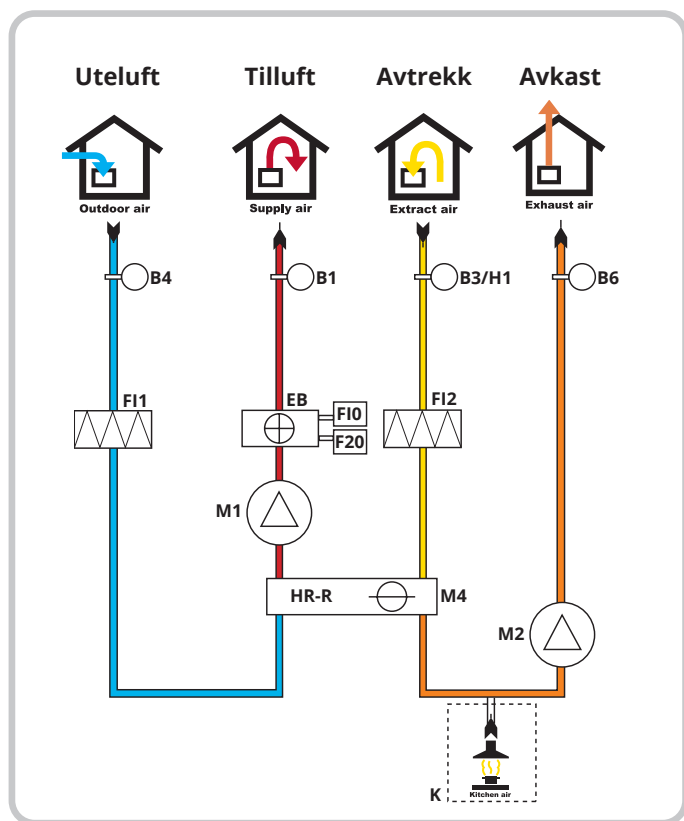 Uteluft Tilluft Avtrekk Avkast
Outdoor air Supply air Extract air Exhaust air
B4 B1 B3/H1 B6
FI1 EB FI0 FI2
F20
M1
HR-R M4
M2
K Kitchen air